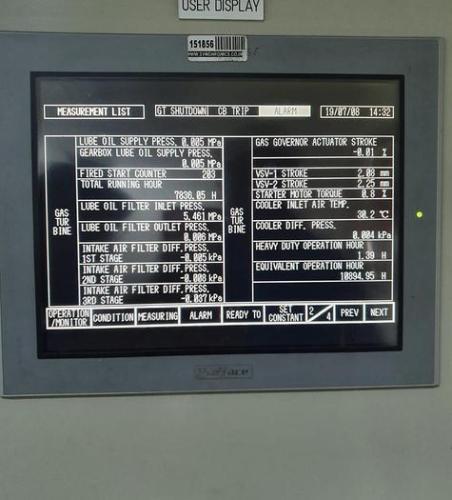 USER DISPLAY
151856
MEASUREMENT LIST
GT SHUTDOWN CB TRIP ALARM
19/07/08 14:32
GAS TUR BINE
LUBE OIL SUPPLY PRESS. 0.005 MPa
GEARBOX LUBE OIL SUPPLY PRESS.
0.005 MPa
FIRED START COUNTER 203
TOTAL RUNNING HOUR
7836.05 H
LUBE OIL FILTER INLET PRESS.
5.461 MPa
LUBE OIL FILTER OUTLET PRESS.
0.006 MPa
INTAKE AIR FILTER DIFF.PRESS.
1ST STAGE -0.005 kPa
INTAKE AIR FILTER DIFF.PRESS.
2ND STAGE -0.008 kPa
INTAKE AIR FILTER DIFF.PRESS.
3RD STAGE -0.037 kPa
GAS TUR BINE
GAS GOVERNOR ACTUATOR STROKE
-0.01 %
VSV-1 STROKE 2.08 mm
VSV-2 STROKE 2.25 mm
STARTER MOTOR TORQUE 0.8 %
COOLER INLET AIR TEMP.
30.2 ℃
COOLER DIFF. PRESS.
0.004 kPa
HEAVY DUTY OPERATION HOUR
1.39 H
EQUIVALENT OPERATION HOUR
10894.95 H
OPERATION /MONITOR
CONDITION
MEASURING
ALARM
READY TO
SET CONSTANT
2/4
PREV
NEXT
Pro-face